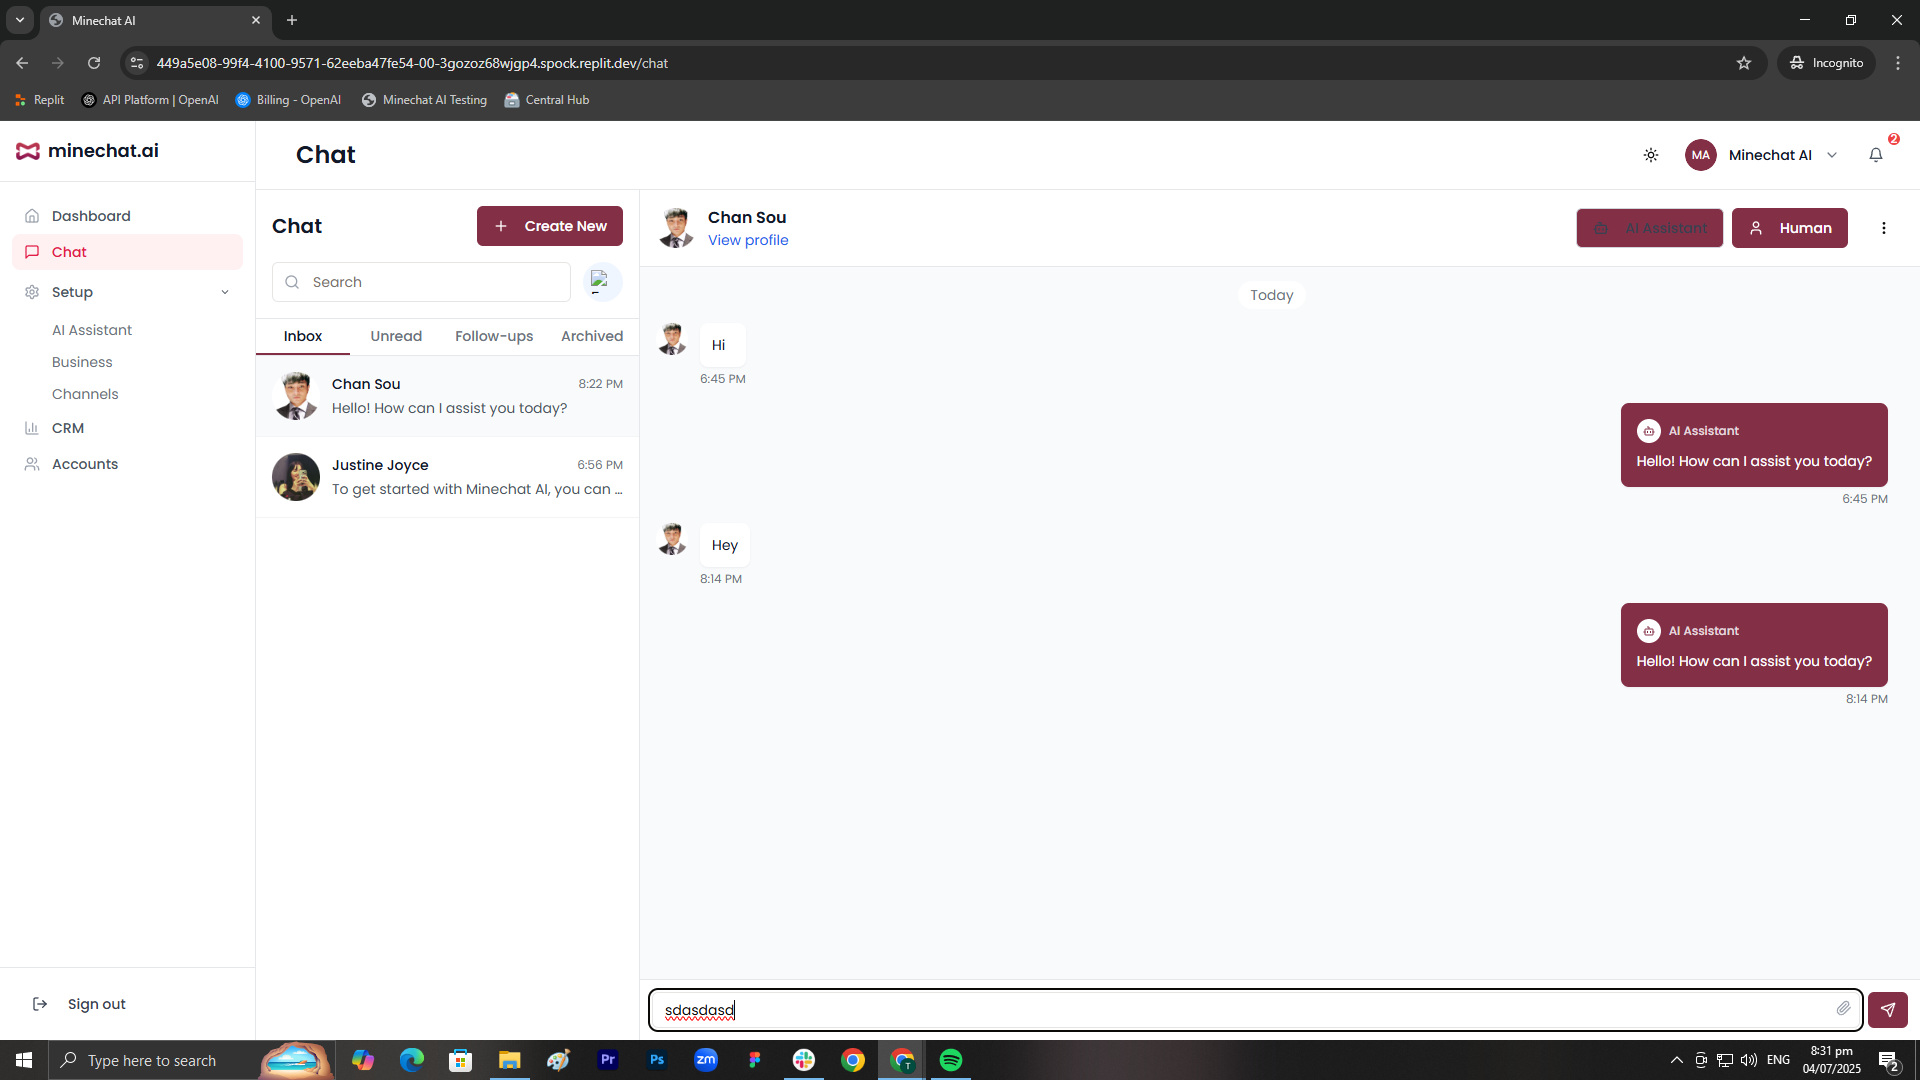 Minechat AI
449a5e08-99f4-4100-9571-62eeba47fe54-00-3gozoz68wjgp4.spock.replit.dev/chat
Incognito
Replit
API Platform | OpenAI
Billing - OpenAI
Minechat AI Testing
Central Hub
minechat.ai
Chat
MA
Minechat AI
2
Dashboard
Chat
Setup
AI Assistant
Business
Channels
CRM
Accounts
Sign out
Chat
Create New
Search
Inbox
Unread
Follow-ups
Archived
Chan Sou
8:22 PM
Hello! How can I assist you today?
Justine Joyce
6:56 PM
To get started with Minechat AI, you can ...
Chan Sou
View profile
AI Assistant
Human
Today
Hi
6:45 PM
AI Assistant
Hello! How can I assist you today?
6:45 PM
Hey
8:14 PM
AI Assistant
Hello! How can I assist you today?
8:14 PM
sdasdasd
Type here to search
Pr
Ps
zm
T
ENG
8:31 pm
04/07/2025
2